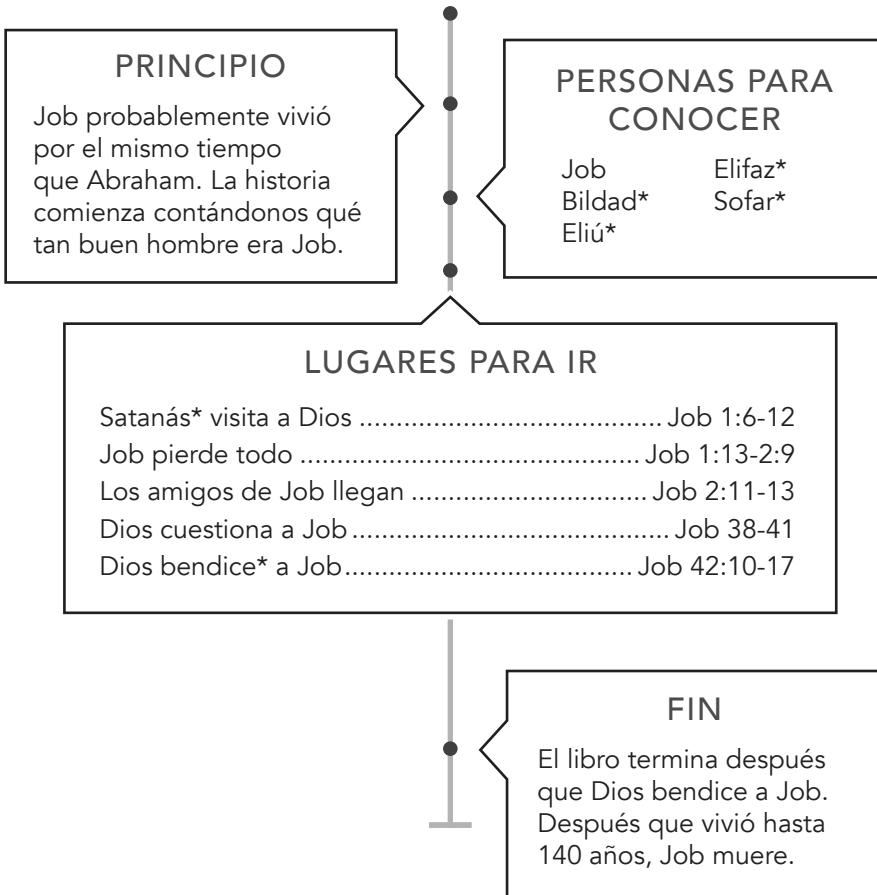 PRINCIPIO
Job probablemente vivió
por el mismo tiempo
que Abraham. La historia
comienza contándonos qué
tan buen hombre era Job.
PERSONAS PARA
CONOCER
Job Elifaz*
Bildad* Sofar*
Eliú*
LUGARES PARA IR
Satanás* visita a Dios ..................................... Job 1:6-12
Job pierde todo ........................................ Job 1:13-2:9
Los amigos de Job llegan ............................ Job 2:11-13
Dios cuestiona a Job ...................................... Job 38-41
Dios bendice* a Job .................................. Job 42:10-17
FIN
El libro termina después
que Dios bendice a Job.
Después que vivió hasta
140 años, Job muere.